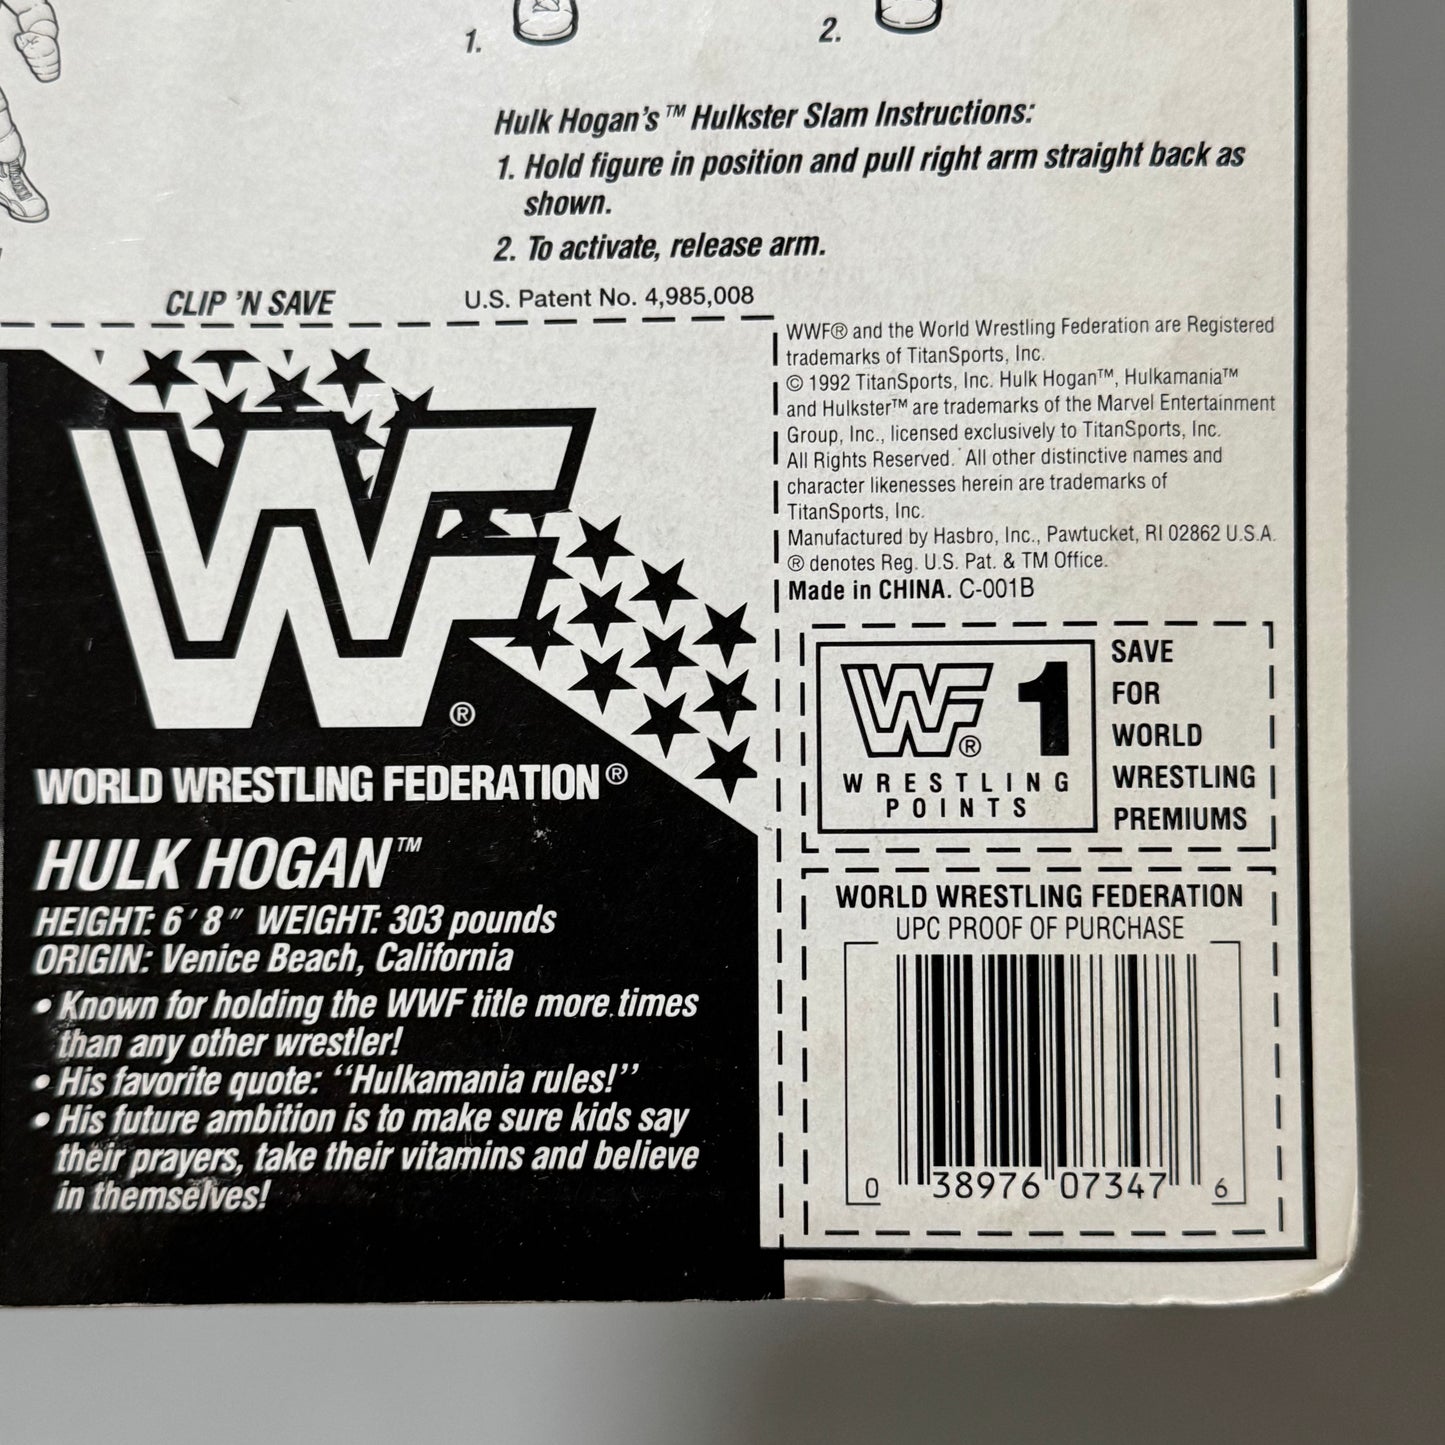 1.
2.
Hulk Hogan's™ Hulkster Slam Instructions:
1. Hold figure in position and pull right arm straight back as
shown.
2. To activate, release arm.
CLIP 'N SAVE
U.S. Patent No. 4,985,008
WWF® and the World Wrestling Federation are Registered
trademarks of TitanSports, Inc.
© 1992 TitanSports, Inc. Hulk Hogan™, Hulkamania™
and Hulkster™ are trademarks of the Marvel Entertainment
Group, Inc., licensed exclusively to TitanSports, Inc.
All Rights Reserved. All other distinctive names and
character likenesses herein are trademarks of
TitanSports, Inc.
Manufactured by Hasbro, Inc., Pawtucket, RI 02862 U.S.A.
® denotes Reg. U.S. Pat. & TM Office.
Made in CHINA. C-001B
WF®
WORLD WRESTLING FEDERATION®
HULK HOGAN™
HEIGHT: 6'8" WEIGHT: 303 pounds
ORIGIN: Venice Beach, California
• Known for holding the WWF title more times
than any other wrestler!
• His favorite quote: "Hulkamania rules!"
• His future ambition is to make sure kids say
their prayers, take their vitamins and believe
in themselves!
WF® 1
WRESTLING
POINTS
SAVE
FOR
WORLD
WRESTLING
PREMIUMS
WORLD WRESTLING FEDERATION
UPC PROOF OF PURCHASE
0 38976 07347 6